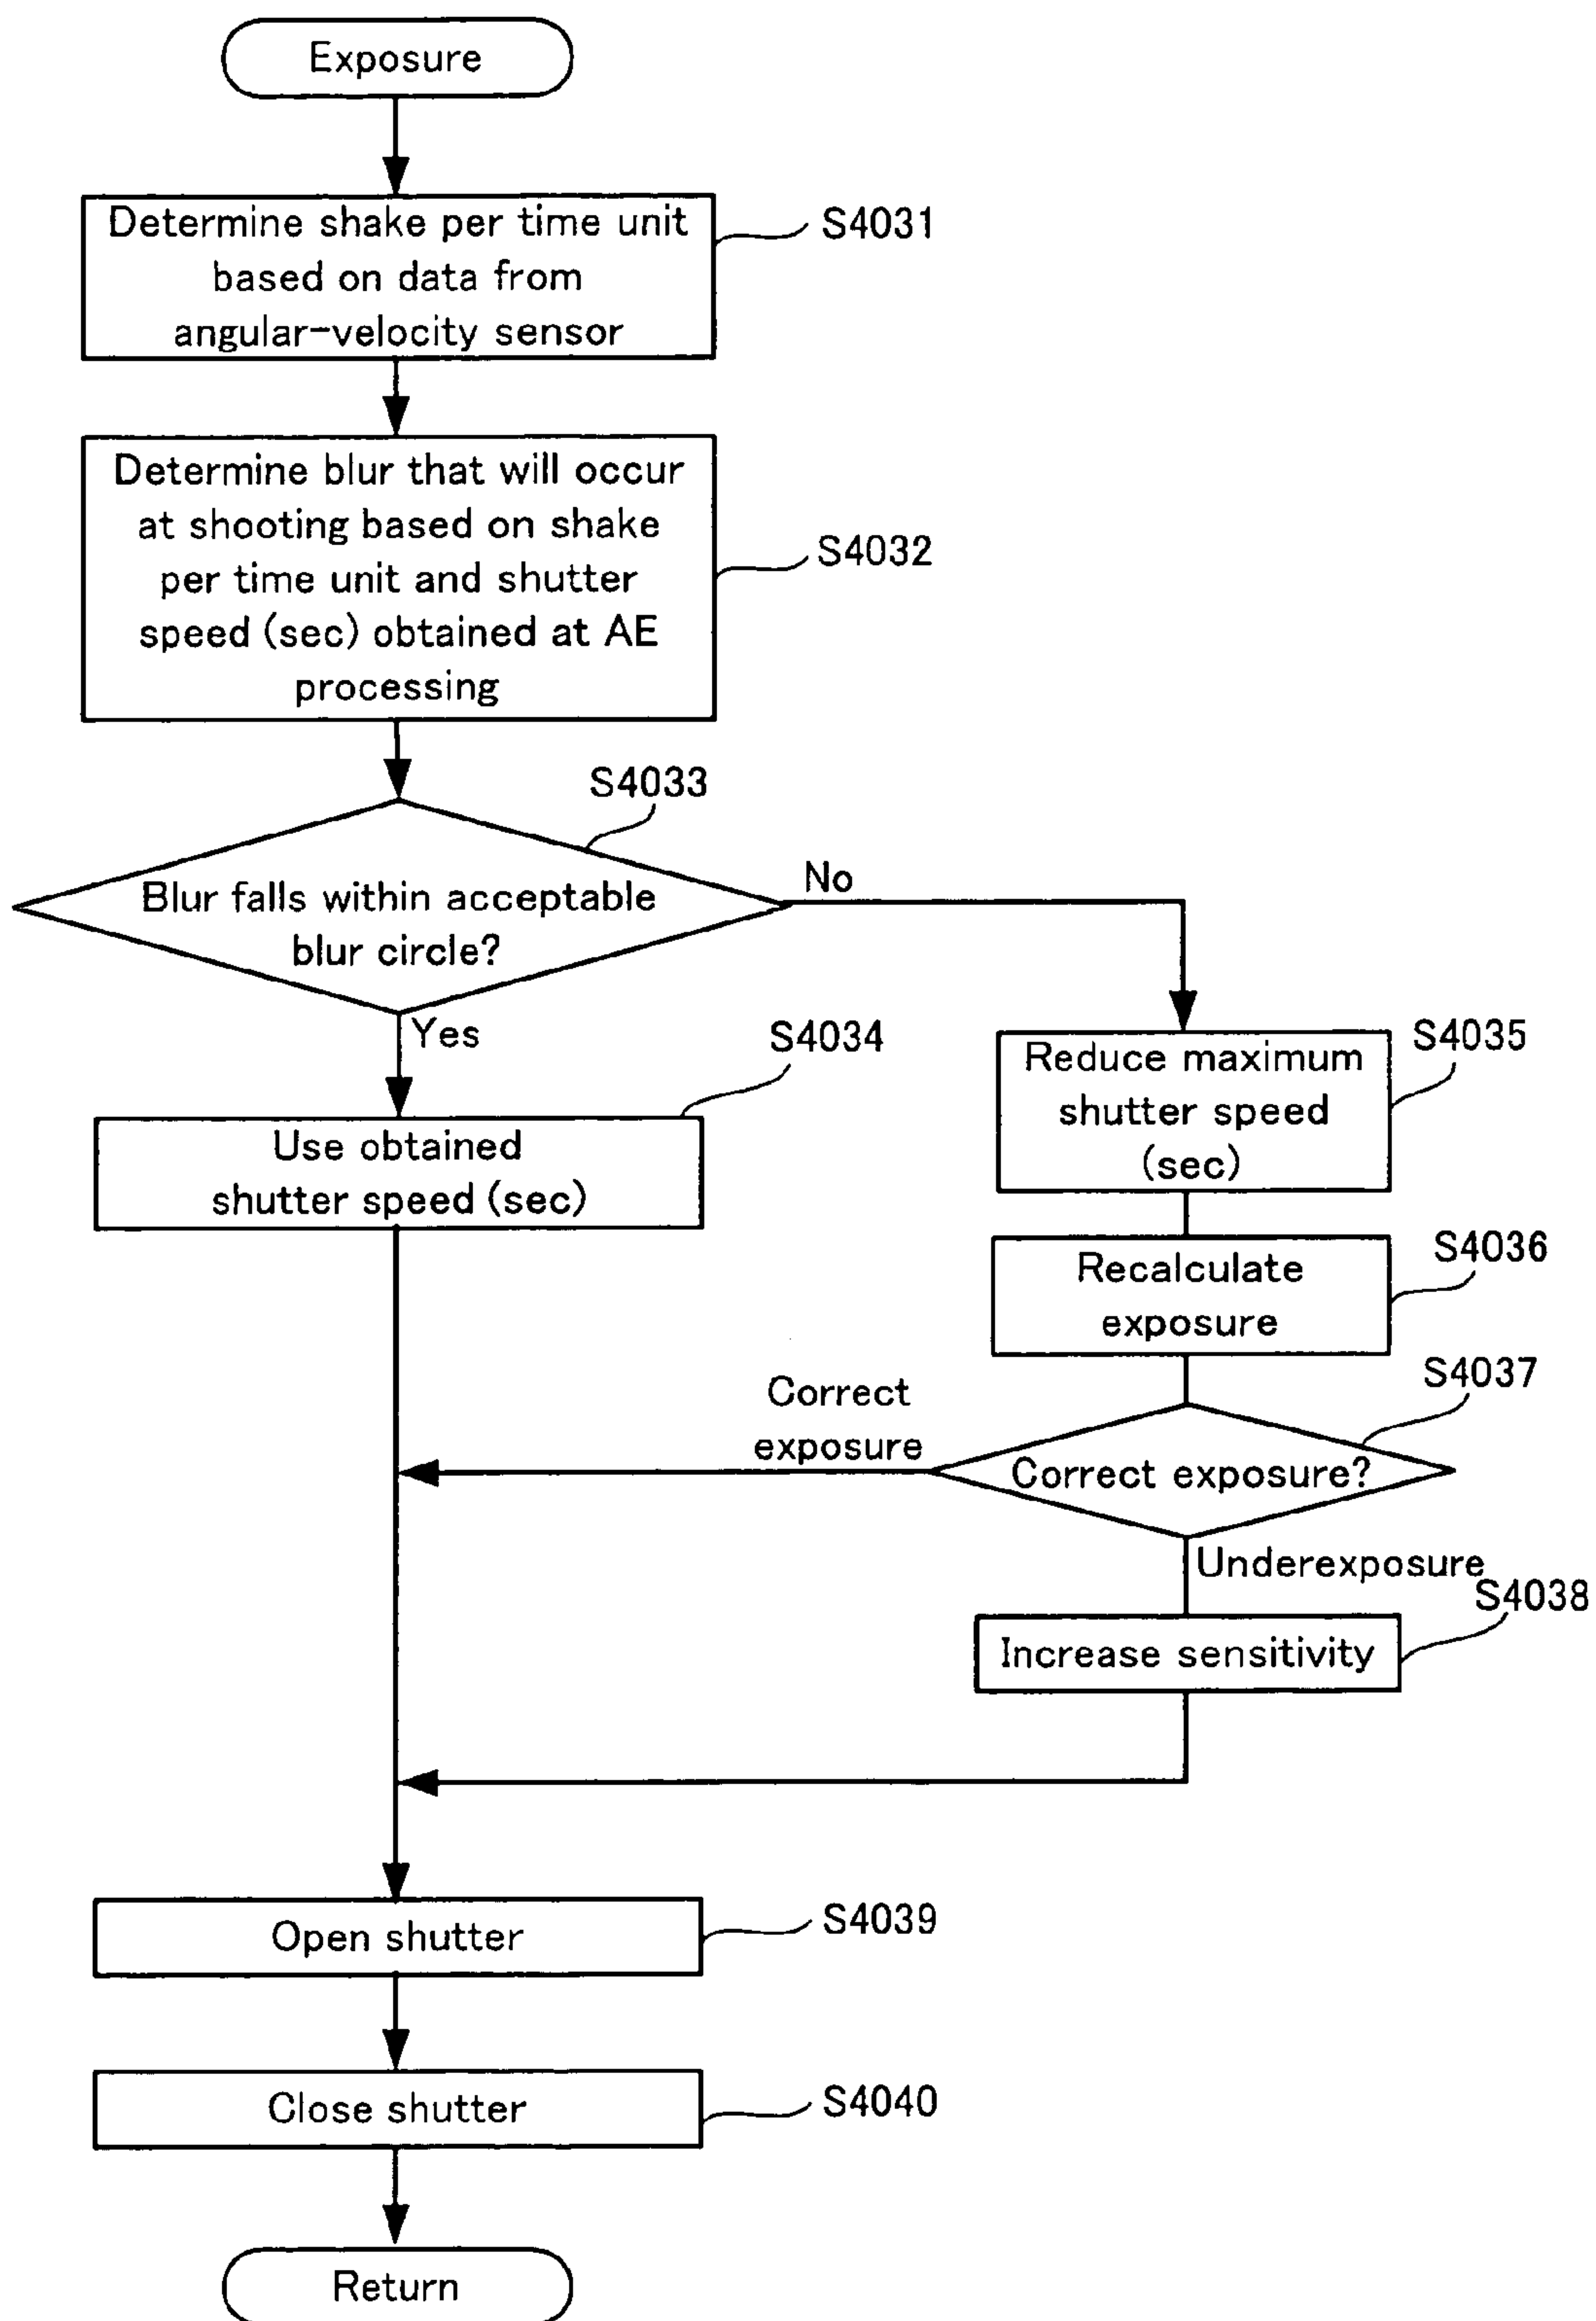 Exposure
Determine shake per time unit
based on data from
angular-velocity sensor
S4031
Determine blur that will occur
at shooting based on shake
per time unit and shutter
speed (sec) obtained at AE
processing
S4032
S4033
Blur falls within acceptable
blur circle?
No
Yes
S4034
Use obtained
shutter speed (sec)
S4035
Reduce maximum
shutter speed
(sec)
S4036
Recalculate
exposure
S4037
Correct exposure?
Correct
exposure
Underexposure
S4038
Increase sensitivity
Open shutter
S4039
Close shutter
S4040
Return